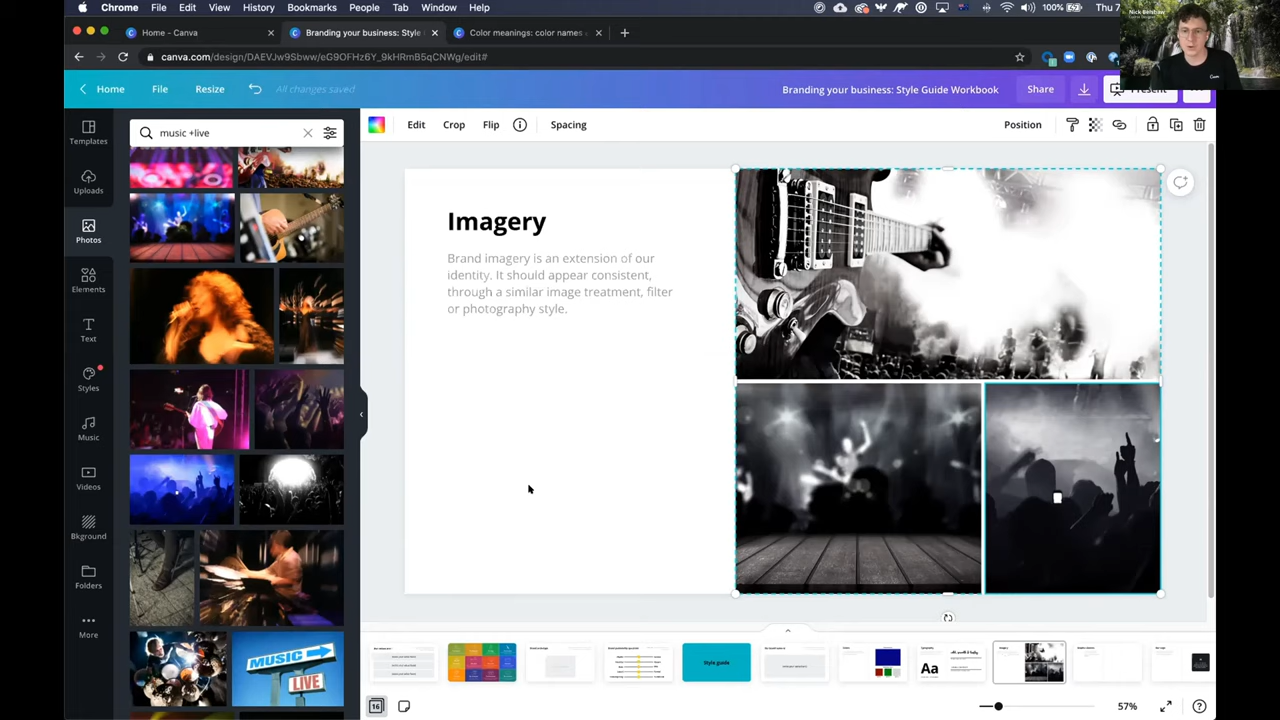 Chrome File Edit View History Bookmarks People Tab Window Help
100% Thu 7
Home - Canva
Branding your business: Style
Color meanings: color names
canva.com/design/DAEVJw9Sbww/eG9OFHz6Y_9kHRmB5qCNWg/edit#
Home File Resize All changes saved
Branding your business: Style Guide Workbook Share Present
music +live
Edit Crop Flip Spacing Position
Templates
Uploads
Photos
Elements
Text
Styles
Music
Videos
Bkground
Folders
More
Imagery
Brand imagery is an extension of our
identity. It should appear consistent,
through a similar image treatment, filter
or photography style.
MUSIC
LIVE
Style guide
Aa
16
57%